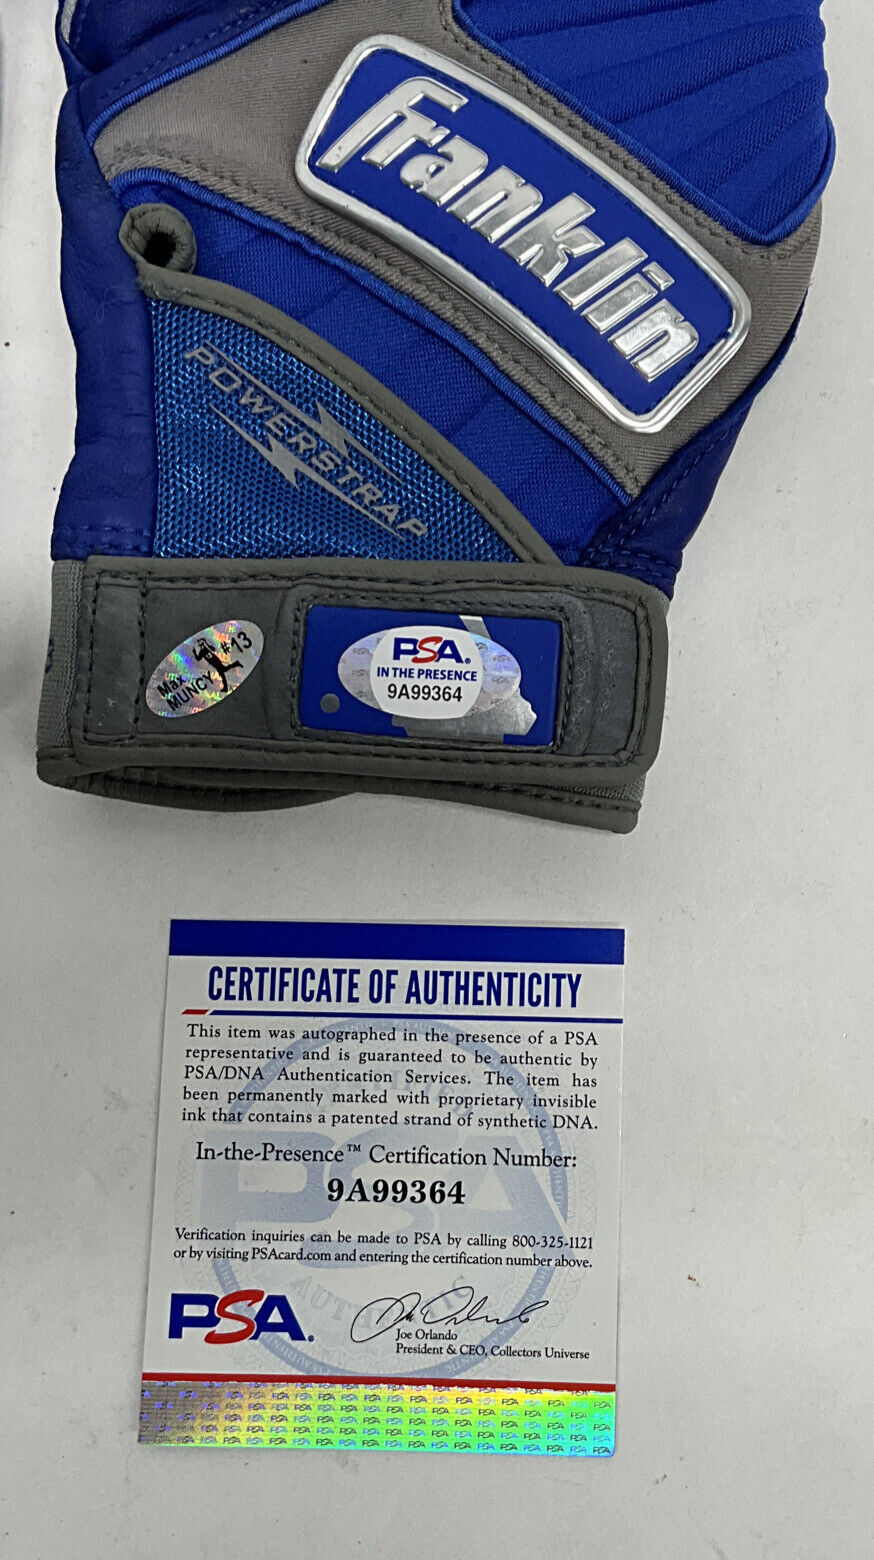 Franklin
POWERSTRAP
#13
Max
MUNCY
PSA
IN THE PRESENCE
9A99364
CERTIFICATE OF AUTHENTICITY
This item was autographed in the presence of a PSA
representative and is guaranteed to be authentic by
PSA/DNA Authentication Services. The item has
been permanently marked with proprietary invisible
ink that contains a patented strand of synthetic DNA.
In-the-Presence™ Certification Number:
9A99364
Verification inquiries can be made to PSA by calling 800-325-1121
or by visiting PSAcard.com and entering the certification number above.
PSA.
Joe Orlando
President & CEO, Collectors Universe